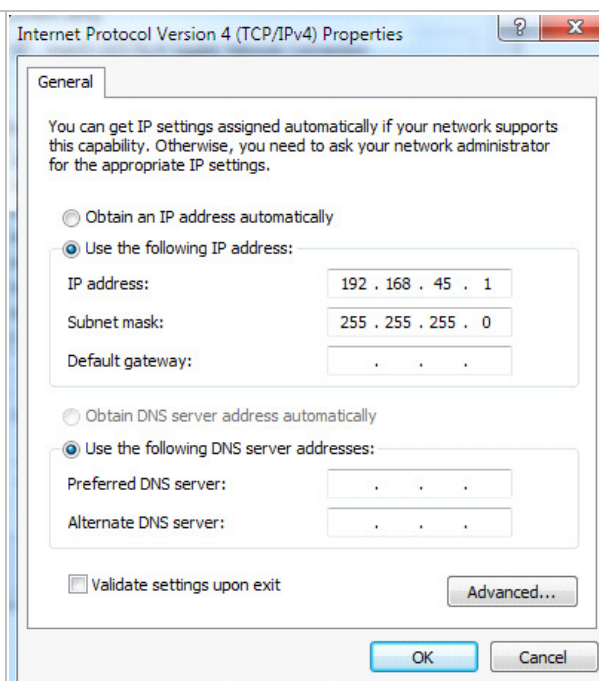 Internet Protocol Version 4 (TCP/IPv4) Properties
General
You can get IP settings assigned automatically if your network supports
this capability. Otherwise, you need to ask your network administrator
for the appropriate IP settings.
Obtain an IP address automatically
Use the following IP address:
IP address: 192 . 168 . 45 . 1
Subnet mask: 255 . 255 . 255 . 0
Default gateway: . . .
Obtain DNS server address automatically
Use the following DNS server addresses:
Preferred DNS server: . . .
Alternate DNS server: . . .
Validate settings upon exit
Advanced...
OK Cancel